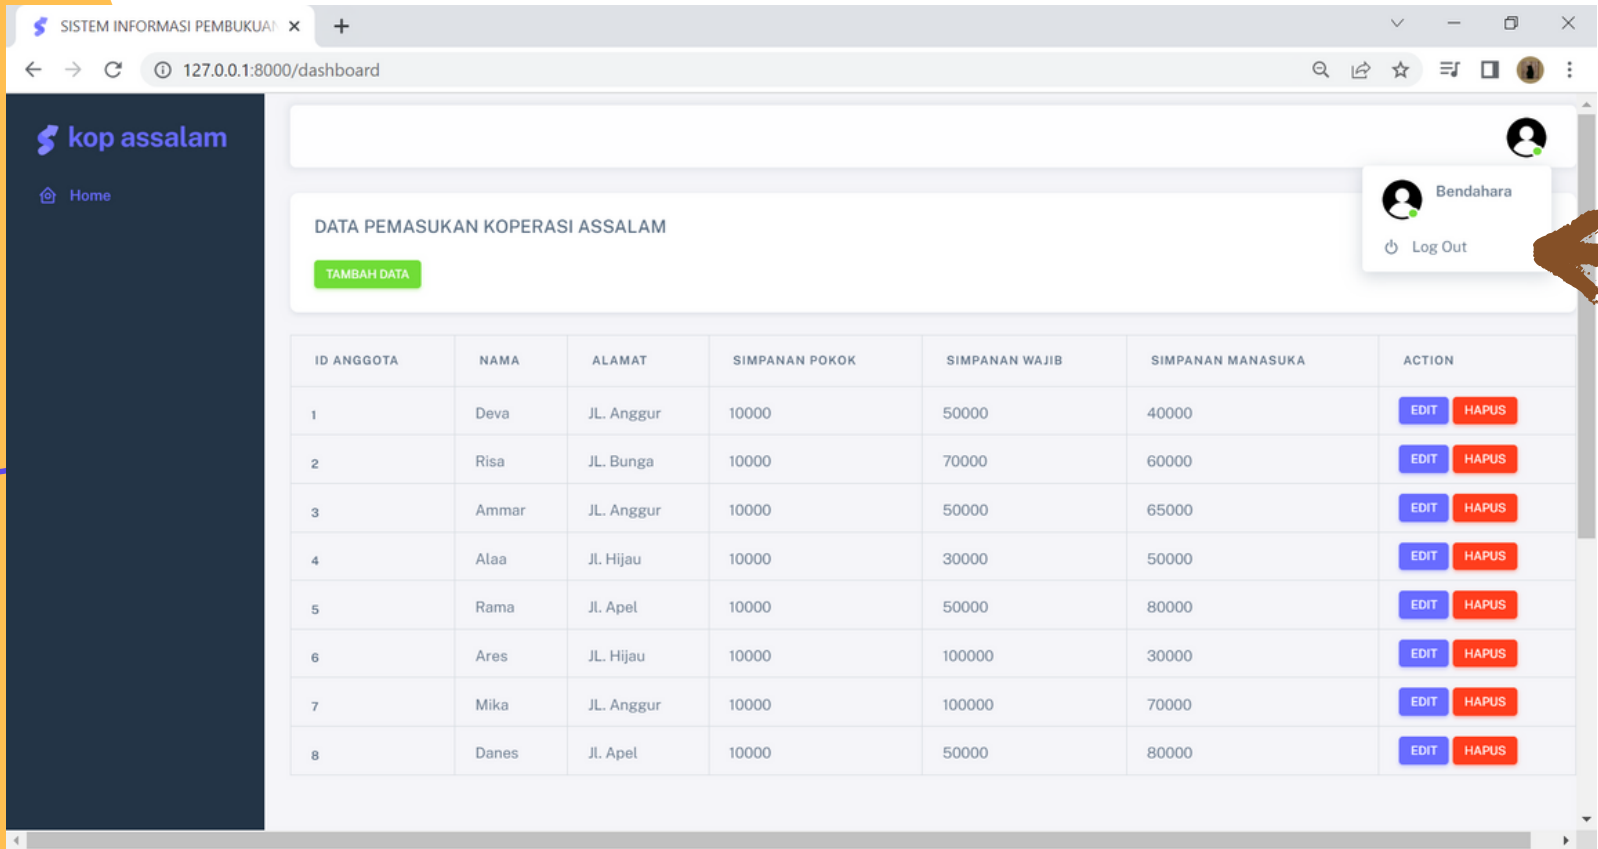 SISTEM INFORMASI PEMBUKUAN
127.0.0.1:8000/dashboard
kop assalam
Home
Bendahara
Log Out
DATA PEMASUKAN KOPERASI ASSALAM
TAMBAH DATA
ID ANGGOTA NAMA ALAMAT SIMPANAN POKOK SIMPANAN WAJIB SIMPANAN MANASUKA ACTION
1 Deva JL. Anggur 10000 50000 40000 EDIT HAPUS
2 Risa JL. Bunga 10000 70000 60000 EDIT HAPUS
3 Ammar JL. Anggur 10000 50000 65000 EDIT HAPUS
4 Alaa Jl. Hijau 10000 30000 50000 EDIT HAPUS
5 Rama Jl. Apel 10000 50000 80000 EDIT HAPUS
6 Ares JL. Hijau 10000 100000 30000 EDIT HAPUS
7 Mika JL. Anggur 10000 100000 70000 EDIT HAPUS
8 Danes Jl. Apel 10000 50000 80000 EDIT HAPUS